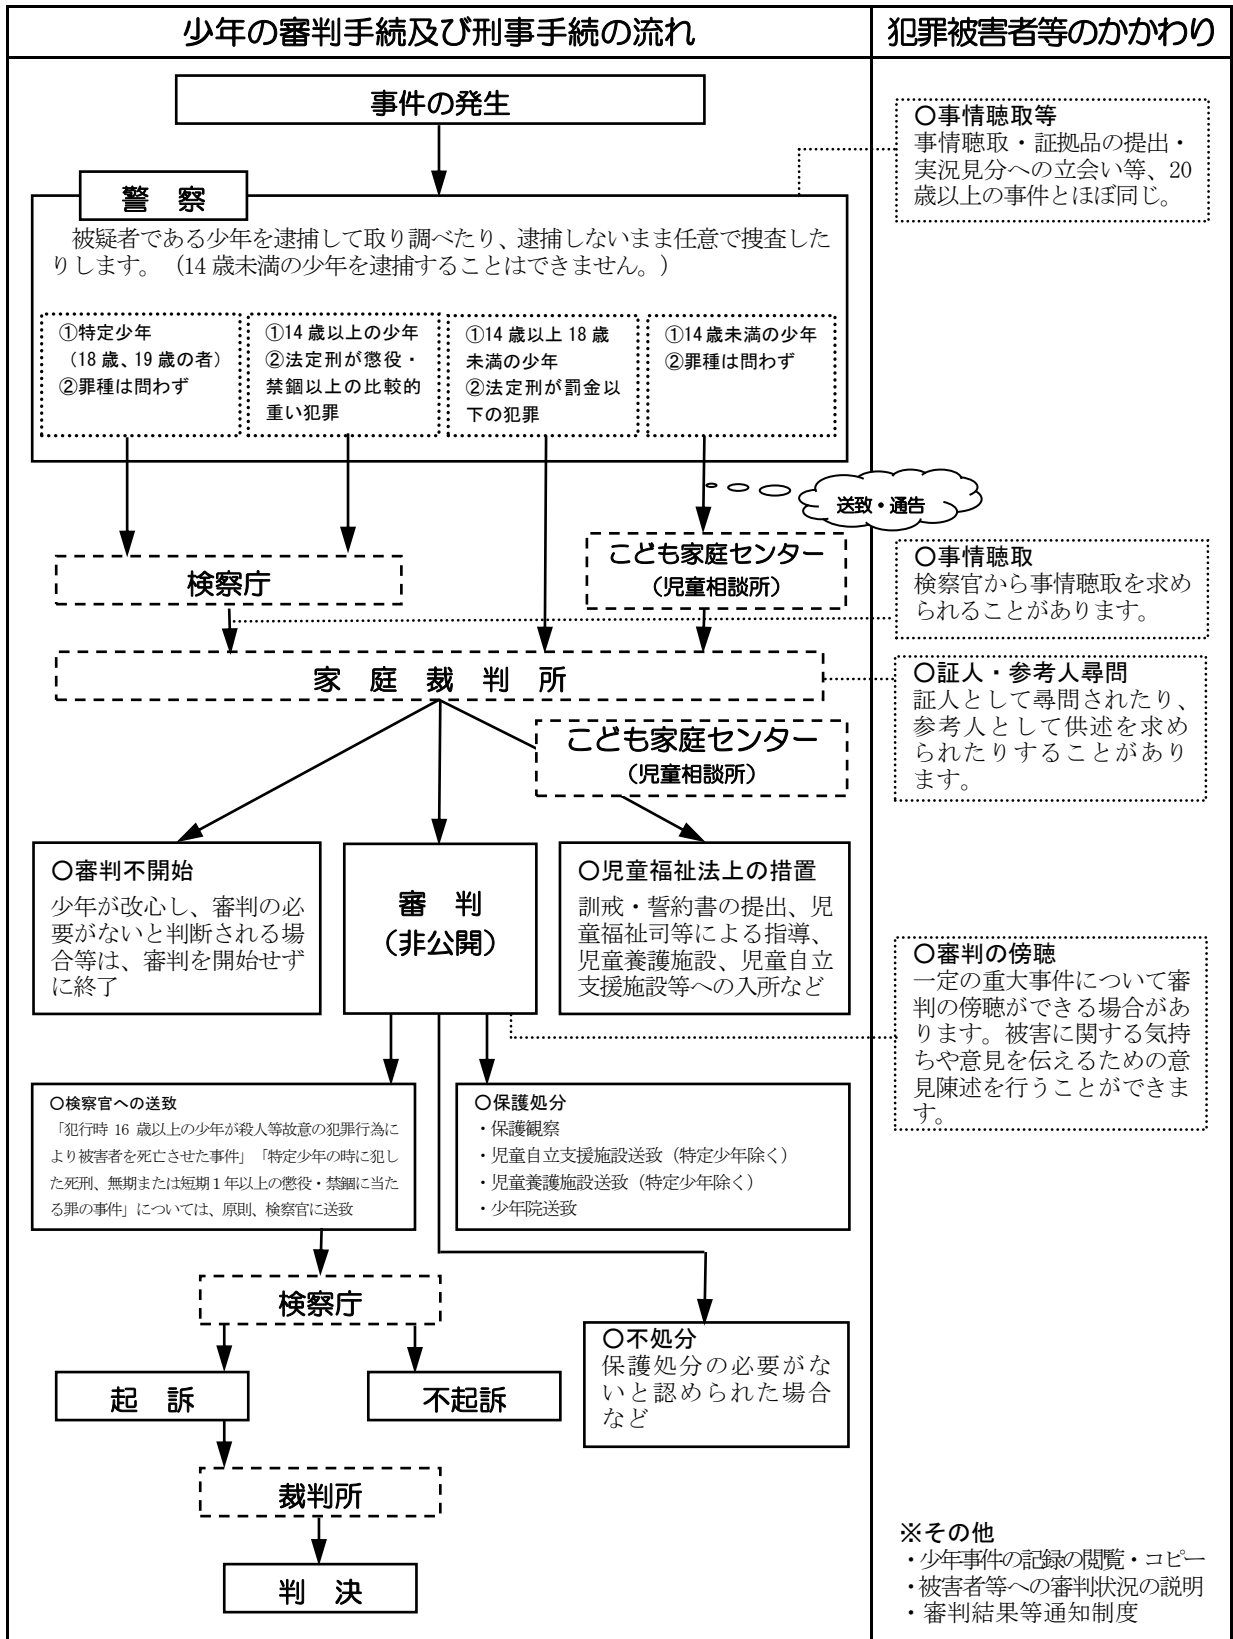 少年の審判手続及び刑事手続の流れ
犯罪被害者等のかかわり
事件の発生
○事情聴取等
事情聴取・証拠品の提出・
実況見分への立会い等、20
歳以上の事件とほぼ同じ。
警 察
被疑者である少年を逮捕して取り調べたり、逮捕しないまま任意で捜査した
りします。（14 歳未満の少年を逮捕することはできません。）
①特定少年
（18 歳、19 歳の者）
②罪種は問わず
①14 歳以上の少年
②法定刑が懲役・
禁錮以上の比較的
重い犯罪
①14 歳以上 18 歳
未満の少年
②法定刑が罰金以
下の犯罪
①14 歳未満の少年
②罪種は問わず
送致・通告
検察庁
こども家庭センター
（児童相談所）
○事情聴取
検察官から事情聴取を求め
られることがあります。
家 庭 裁 判 所
○証人・参考人尋問
証人として尋問されたり、
参考人として供述を求め
られたりすることがあり
ます。
こども家庭センター
（児童相談所）
○審判不開始
少年が改心し、審判の必
要がないと判断される場
合等は、審判を開始せず
に終了
審 判
（非公開）
○児童福祉法上の措置
訓戒・誓約書の提出、児
童福祉司等による指導、
児童養護施設、児童自立
支援施設等への入所など
○審判の傍聴
一定の重大事件について審
判の傍聴ができる場合があ
ります。被害に関する気持
ちや意見を伝えるための意
見陳述を行うことができま
す。
○検察官への送致
「犯行時 16 歳以上の少年が殺人等故意の犯罪行為に
より被害者を死亡させた事件」「特定少年の時に犯し
た死刑、無期または短期１年以上の懲役・禁錮に当た
る罪の事件」については、原則、検察官に送致
○保護処分
・保護観察
・児童自立支援施設送致（特定少年除く）
・児童養護施設送致（特定少年除く）
・少年院送致
検察庁
○不処分
保護処分の必要がな
いと認められた場合
など
起 訴
不起訴
裁判所
判 決
※その他
・少年事件の記録の閲覧・コピー
・被害者等への審判状況の説明
・審判結果等通知制度